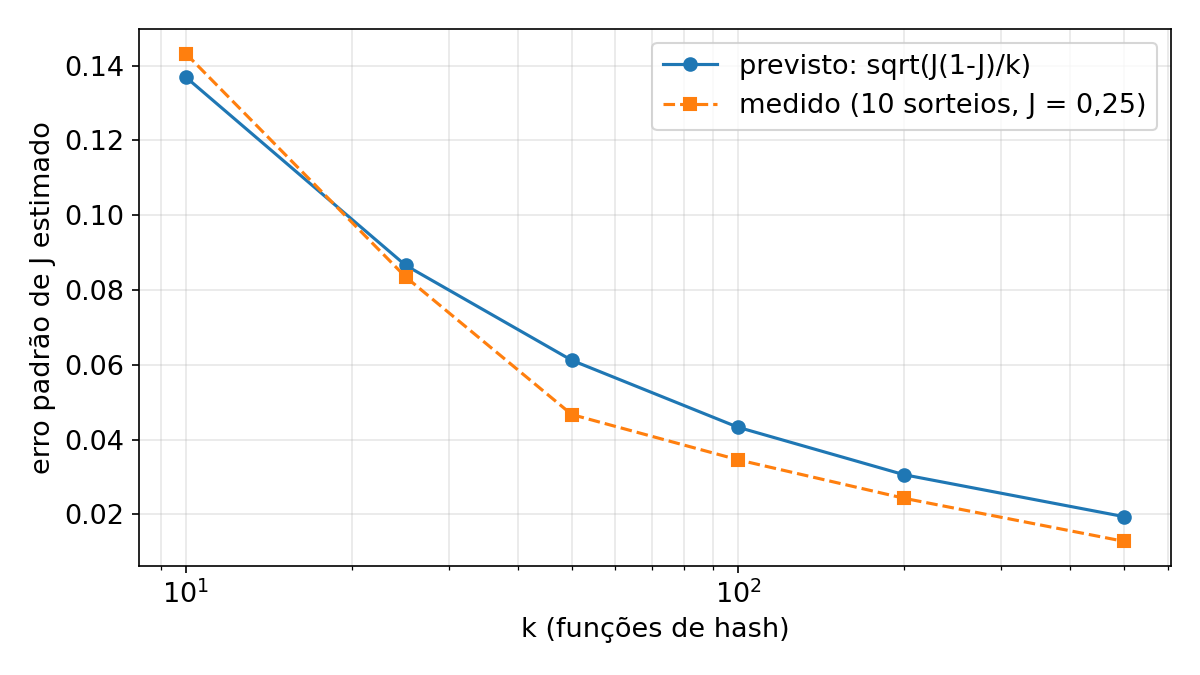 previsto: sqrt(J(1-J)/k)
medido (10 sorteios, J = 0,25)
erro padrão de J estimado
0.14
0.12
0.10
0.08
0.06
0.04
0.02
10¹
10²
k (funções de hash)